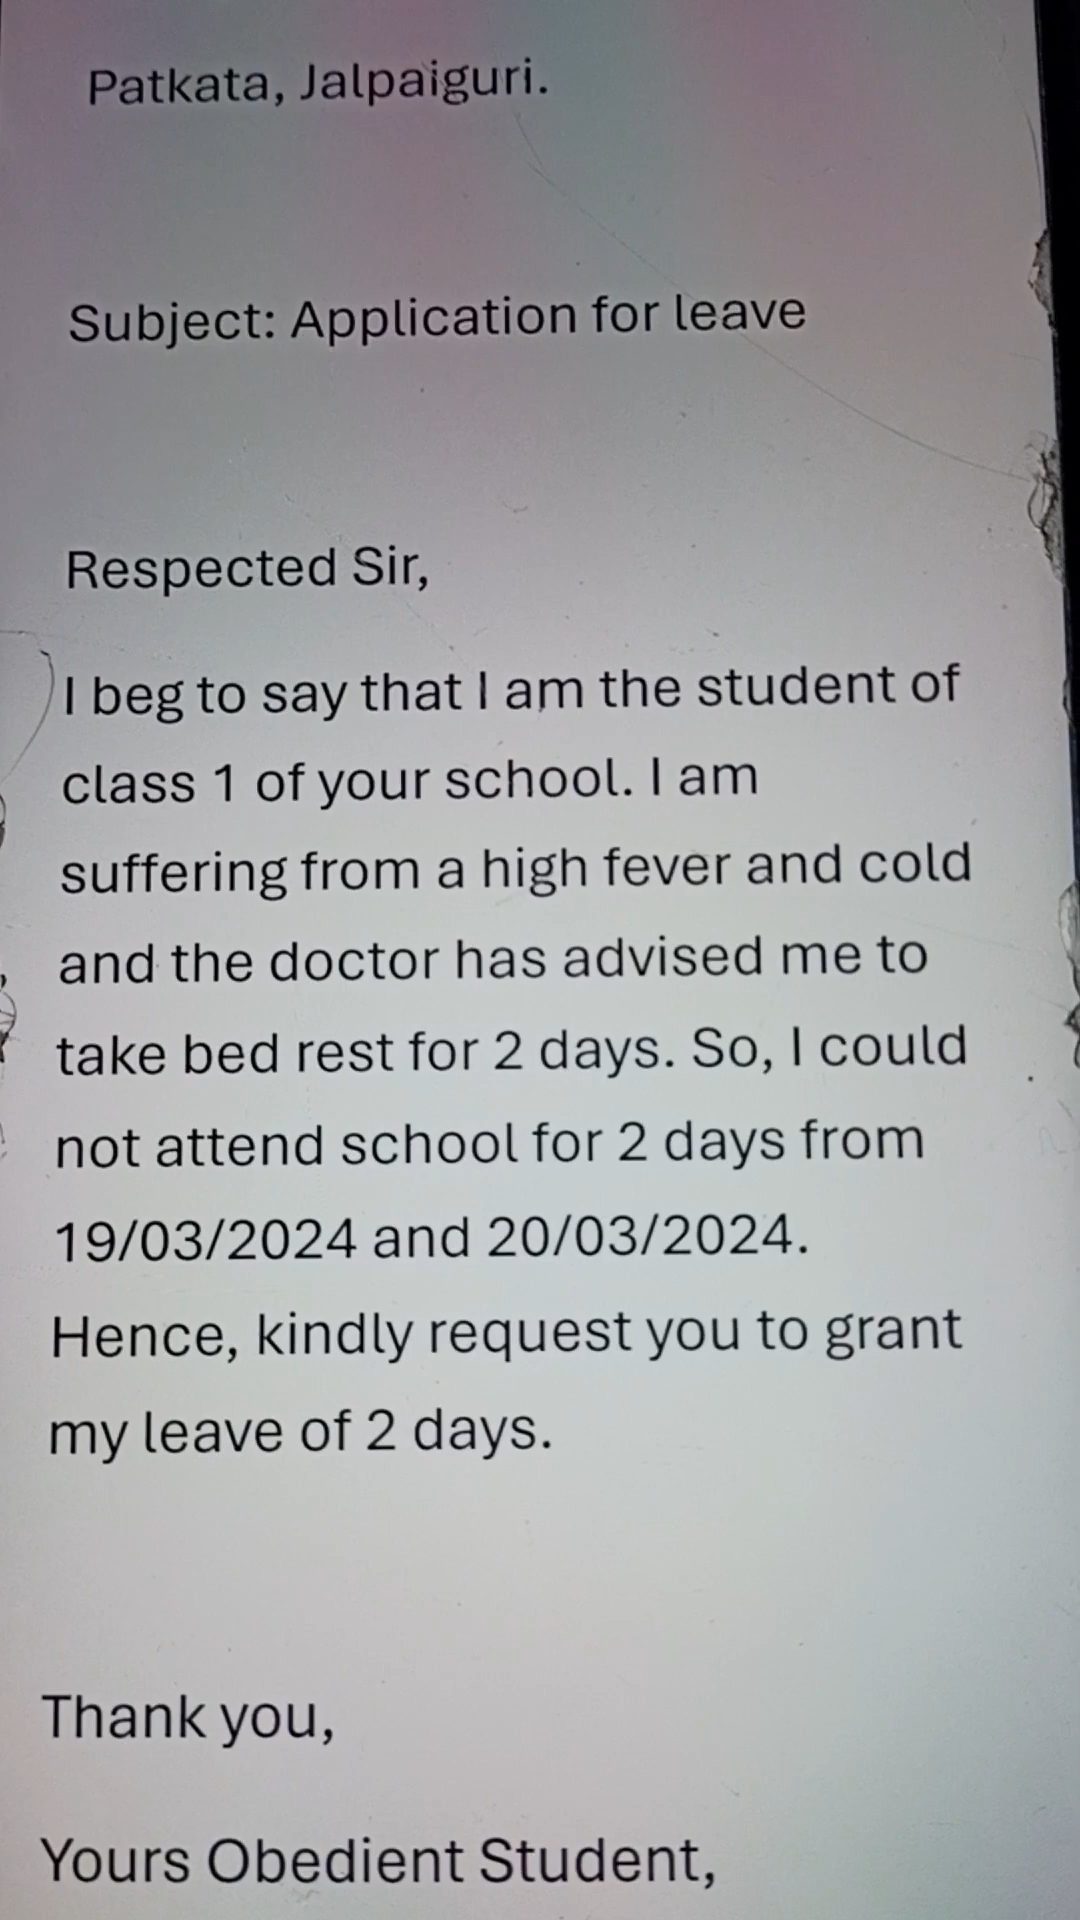 Patkata, Jalpaiguri.
Subject: Application for leave
Respected Sir,
I beg to say that I am the student of
class 1 of your school. I am
suffering from a high fever and cold
and the doctor has advised me to
take bed rest for 2 days. So, I could
not attend school for 2 days from
19/03/2024 and 20/03/2024.
Hence, kindly request you to grant
my leave of 2 days.
Thank you,
Yours Obedient Student,